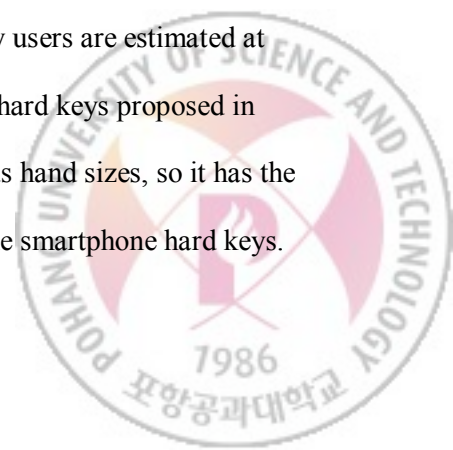 y users are estimated at
hard keys proposed in
s hand sizes, so it has the
e smartphone hard keys.
POHANG UNIVERSITY OF SCIENCE AND TECHNOLOGY
1986
포항공과대학교